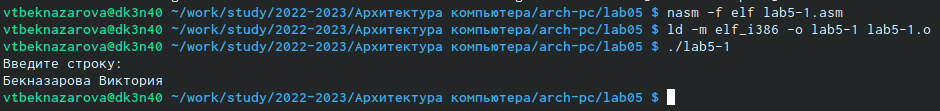 vtbeknazarova@dk3n40 ~/work/study/2022-2023/Архитектура компьютера/arch-pc/lab05 $ nasm -f elf lab5-1.asm
vtbeknazarova@dk3n40 ~/work/study/2022-2023/Архитектура компьютера/arch-pc/lab05 $ ld -m elf_i386 -o lab5-1 lab5-1.o
vtbeknazarova@dk3n40 ~/work/study/2022-2023/Архитектура компьютера/arch-pc/lab05 $ ./lab5-1
Введите строку:
Бекназарова Виктория
vtbeknazarova@dk3n40 ~/work/study/2022-2023/Архитектура компьютера/arch-pc/lab05 $